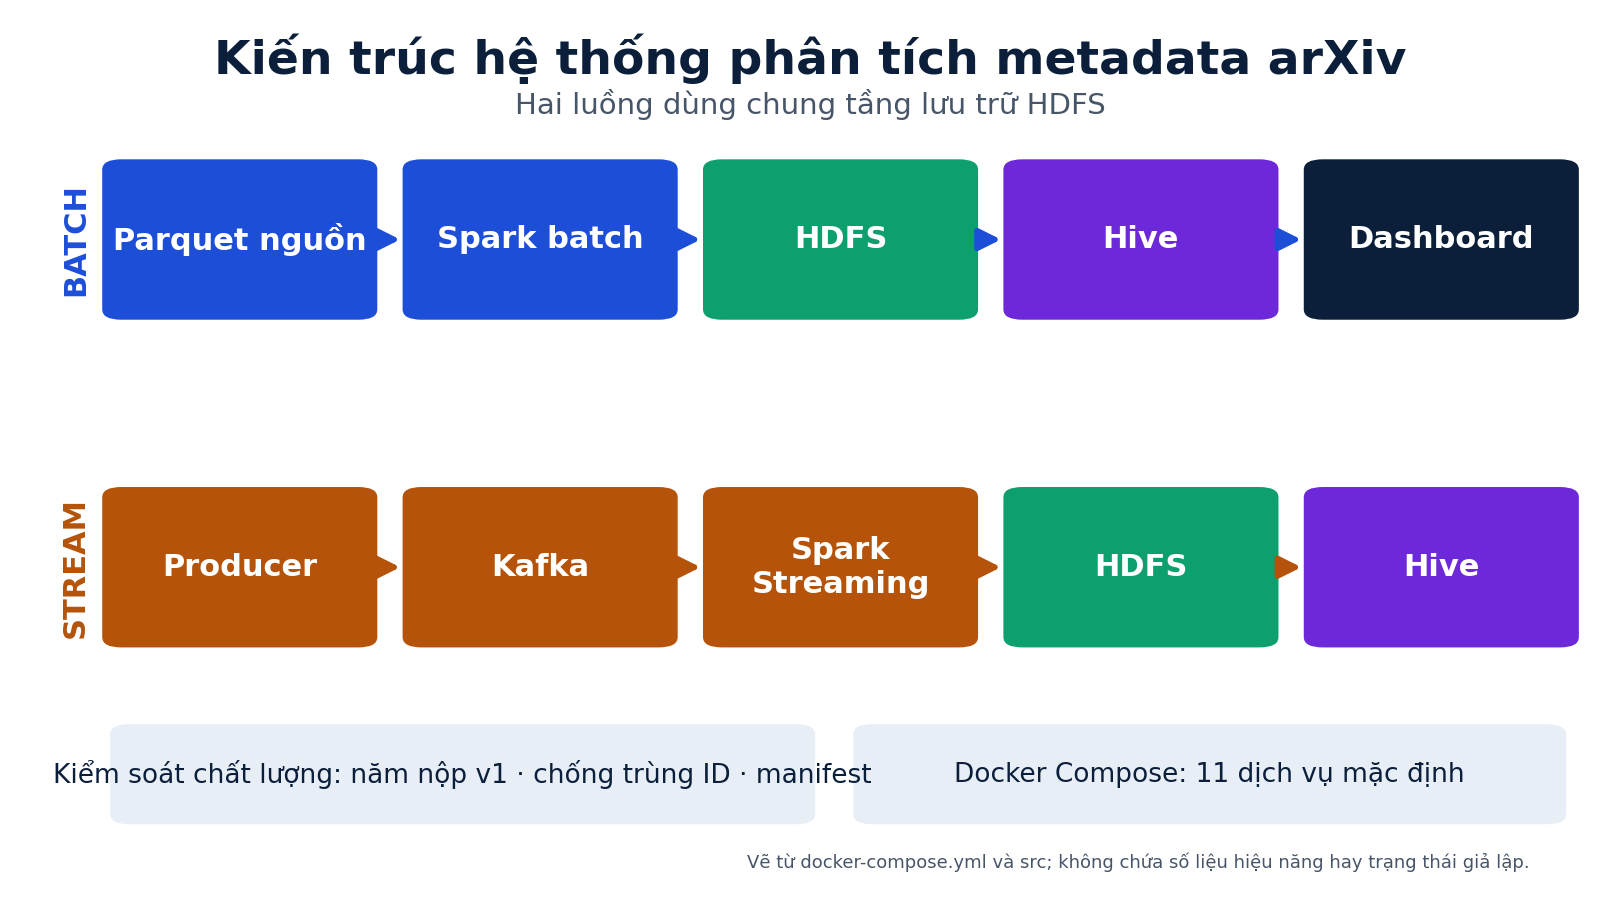 Kiến trúc hệ thống phân tích metadata arXiv
Hai luồng dùng chung tầng lưu trữ HDFS
BATCH
Parquet nguồn
Spark batch
HDFS
Hive
Dashboard
STREAM
Producer
Kafka
Spark
Streaming
HDFS
Hive
Kiểm soát chất lượng: năm nộp v1 · chống trùng ID · manifest
Docker Compose: 11 dịch vụ mặc định
Vẽ từ docker-compose.yml và src; không chứa số liệu hiệu năng hay trạng thái giả lập.